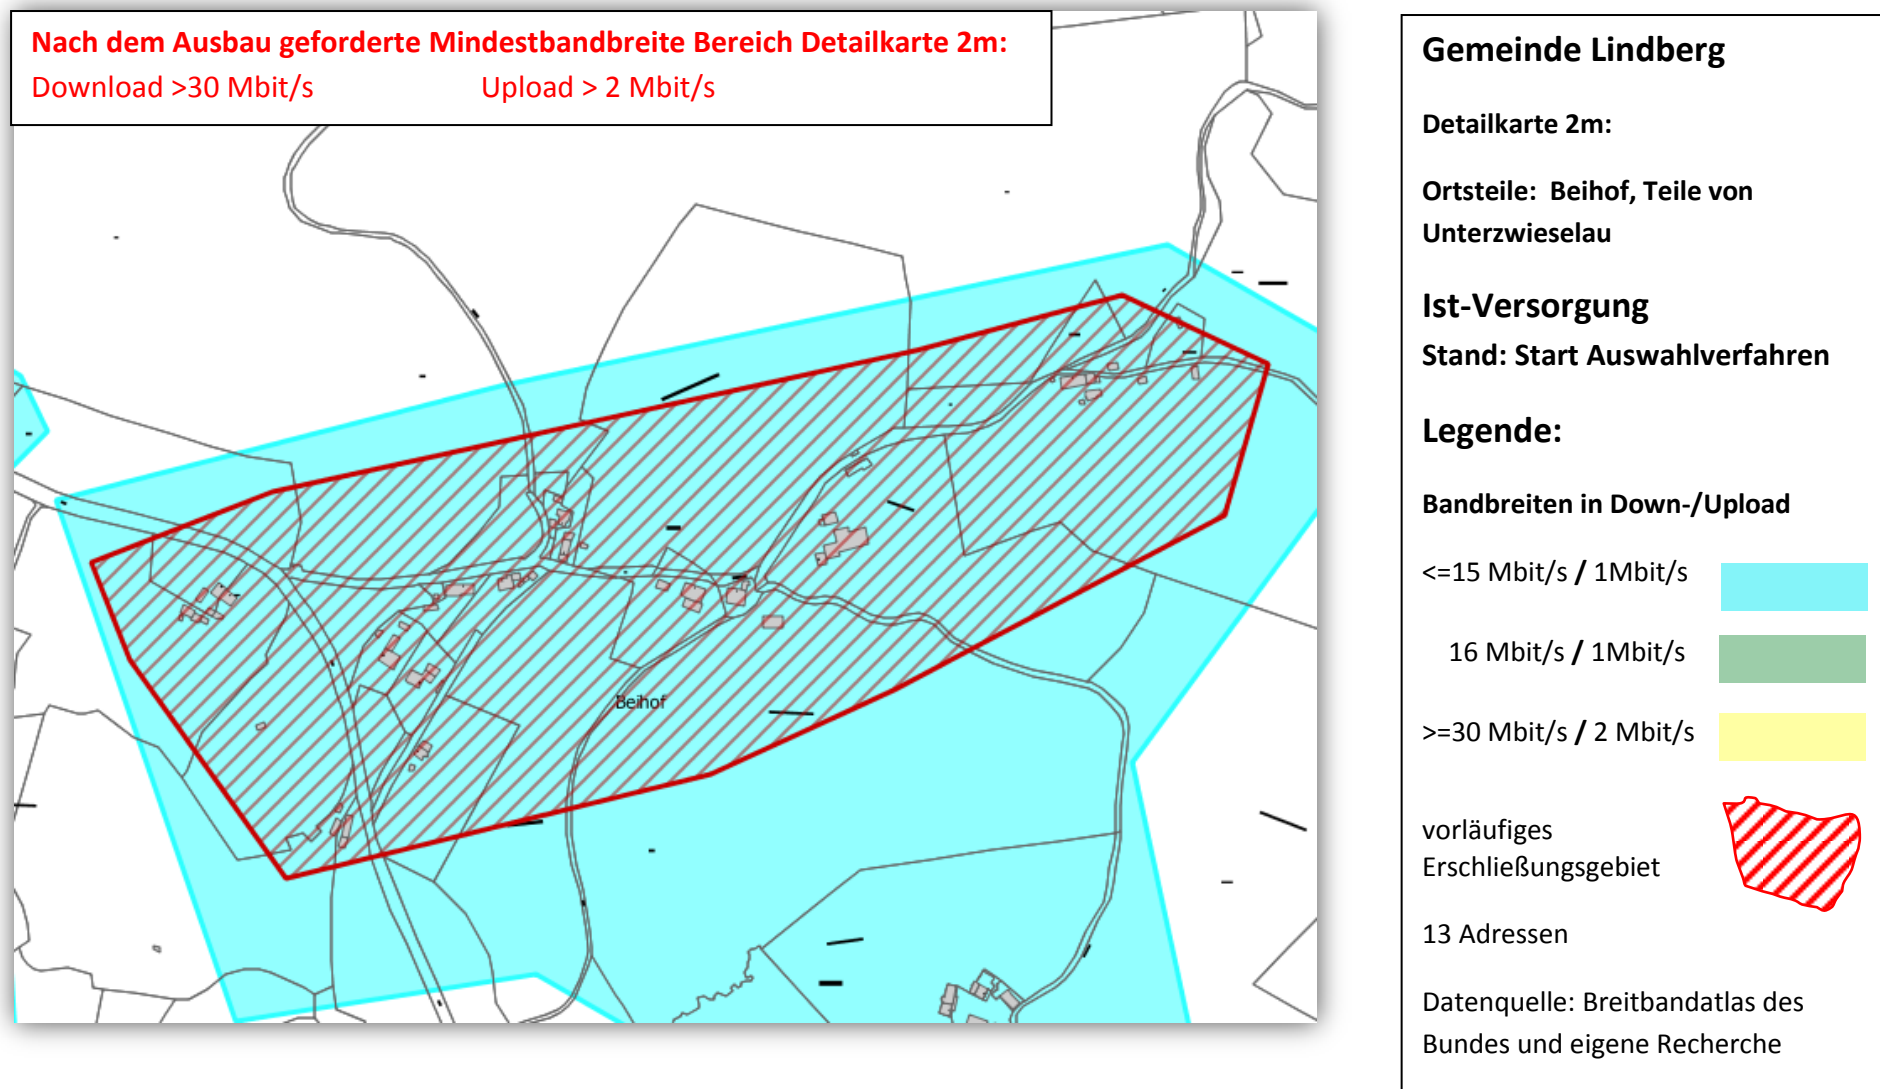 Nach dem Ausbau geforderte Mindestbandbreite Bereich Detailkarte 2m:
Download >30 Mbit/s Upload > 2 Mbit/s
Beihof
Gemeinde Lindberg
Detailkarte 2m:
Ortsteile: Beihof, Teile von
Unterzwieselau
Ist-Versorgung
Stand: Start Auswahlverfahren
Legende:
Bandbreiten in Down-/Upload
<=15 Mbit/s / 1Mbit/s
16 Mbit/s / 1Mbit/s
>=30 Mbit/s / 2 Mbit/s
vorläufiges
Erschließungsgebiet
13 Adressen
Datenquelle: Breitbandatlas des
Bundes und eigene Recherche